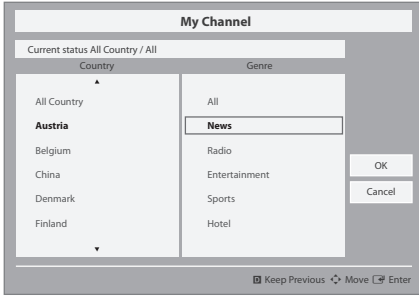 My Channel
Current status All Country / All
Country Genre
All Country All
Austria News
Belgium Radio
China Entertainment
Denmark Sports
Finland Hotel
OK
Cancel
D Keep Previous Move Enter